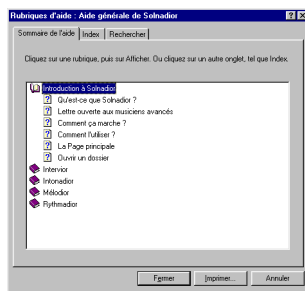 Rubriques d'aide : Aide générale de Solnadior
Sommaire de l'aide Index Rechercher
Cliquez sur une rubrique, puis sur Afficher. Ou cliquez sur un autre onglet, tel que Index.
Introduction à Solnadior
Qu'est-ce que Solnadior ?
Lettre ouverte aux musiciens avancés
Comment ça marche ?
Comment l'utiliser ?
La Page principale
Ouvrir un dossier
Intervior
Intonadior
Mélodior
Rythmadior
Fermer Imprimer... Annuler